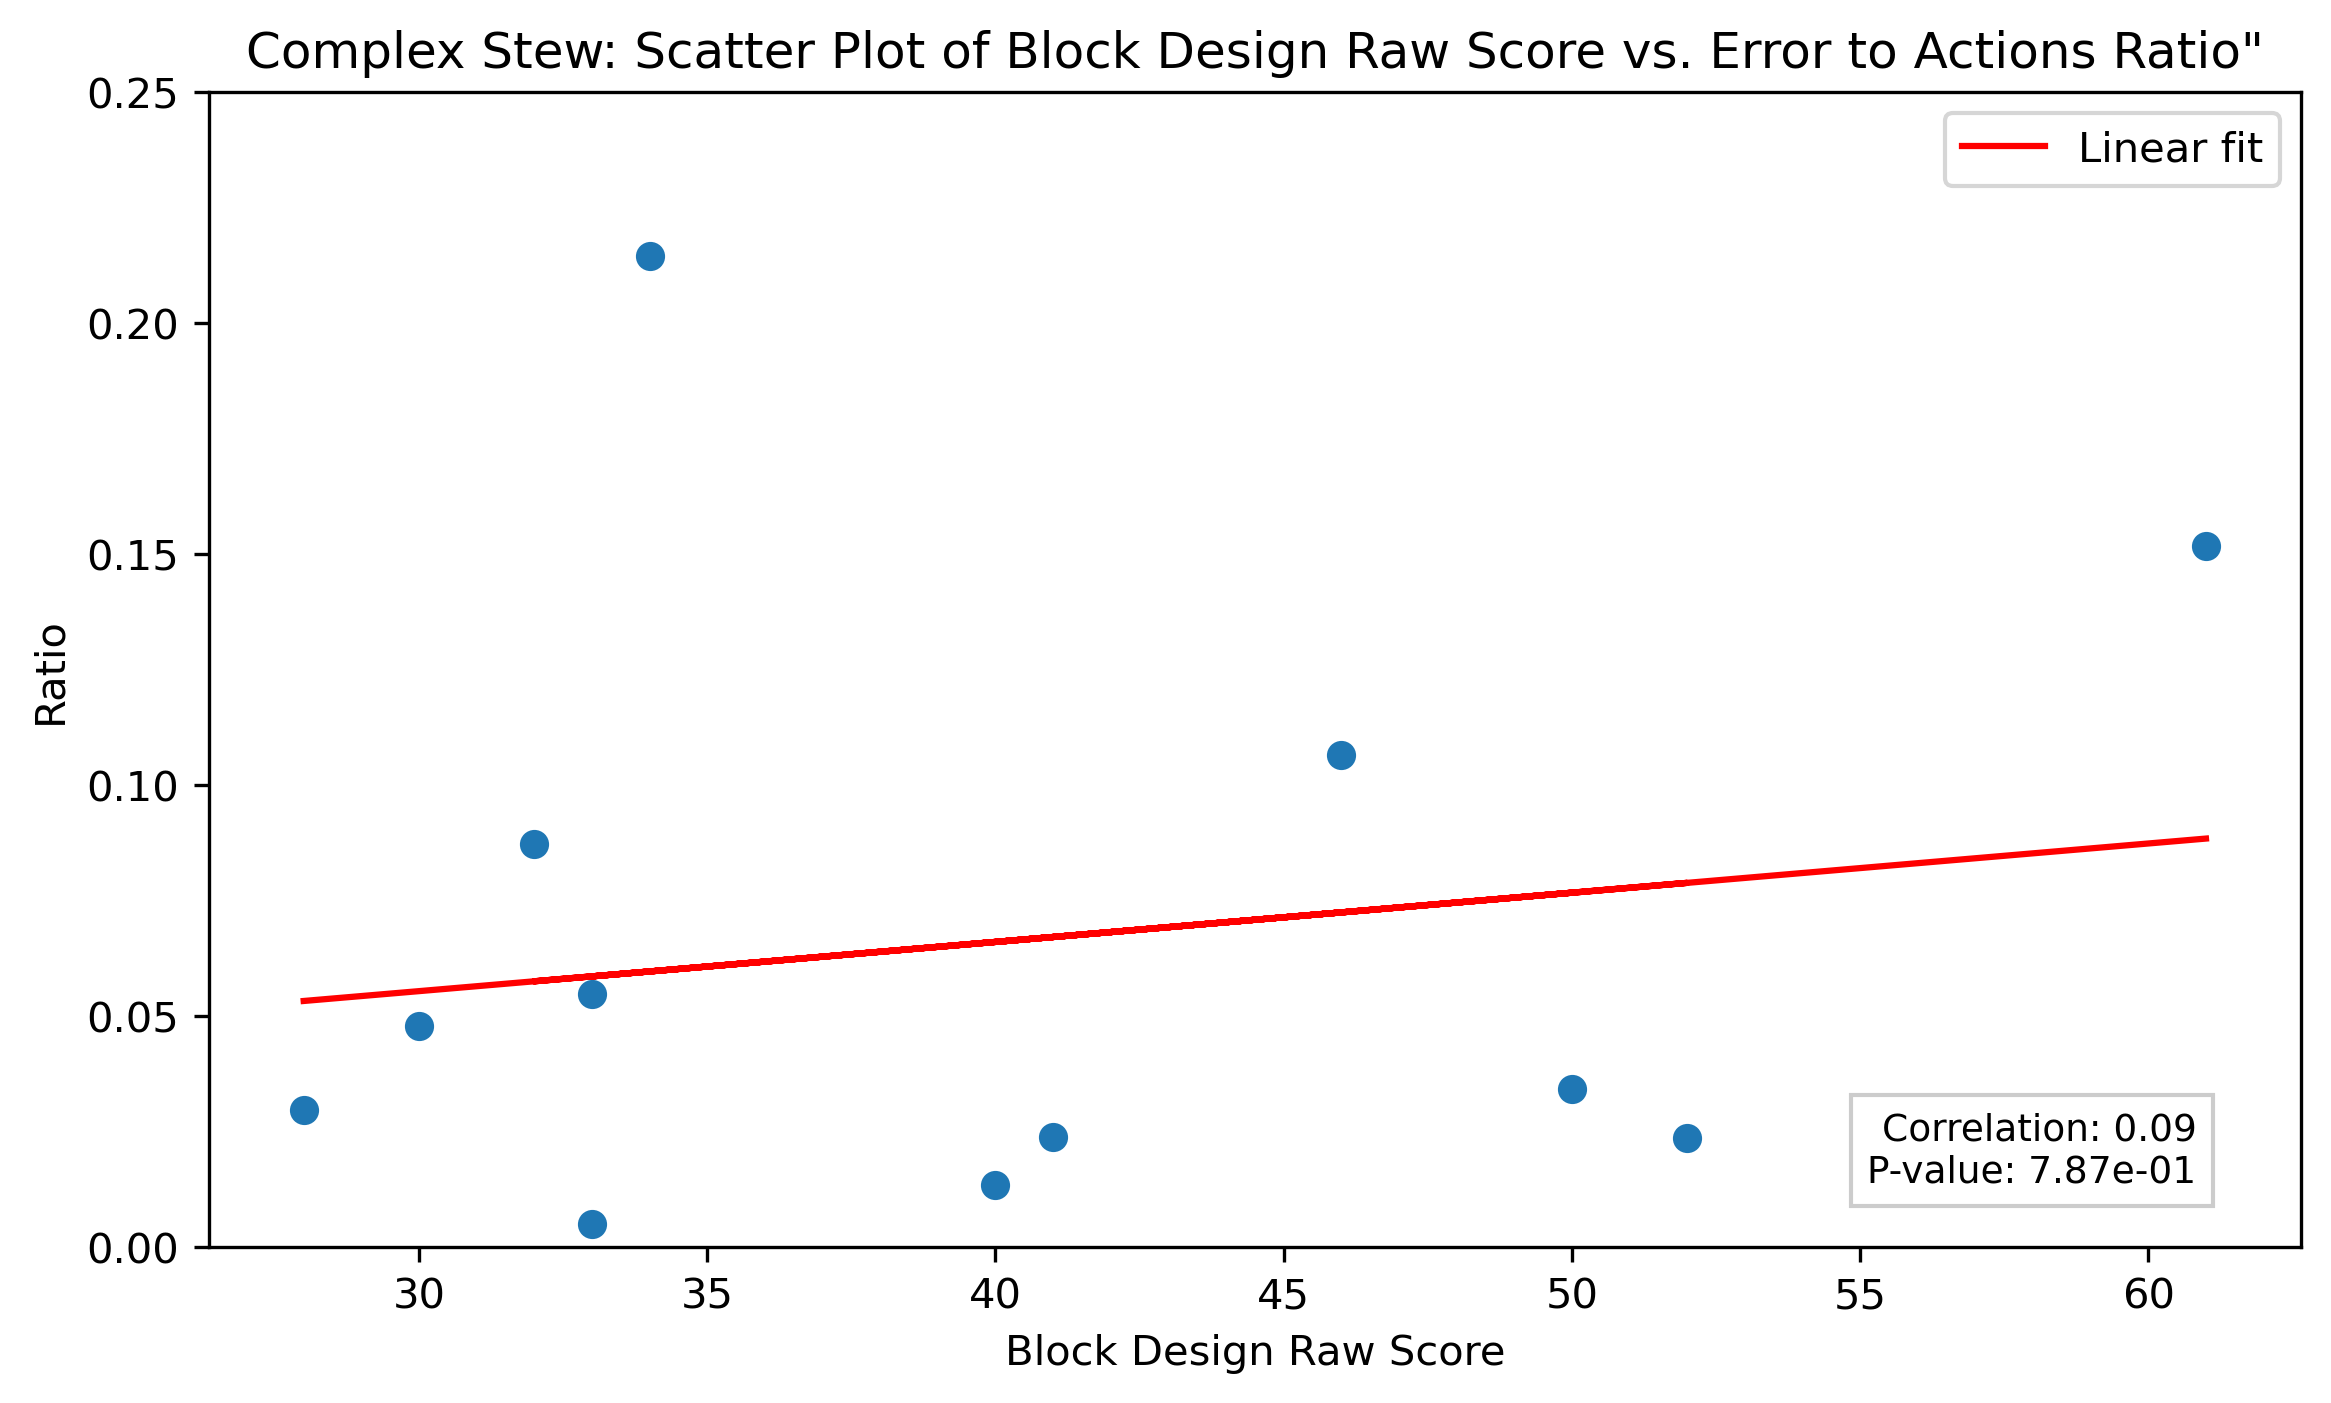 Complex Stew: Scatter Plot of Block Design Raw Score vs. Error to Actions Ratio"
0.25
0.20
0.15
0.10
0.05
0.00
Ratio
Linear fit
Correlation: 0.09
P-value: 7.87e-01
30 35 40 45 50 55 60
Block Design Raw Score